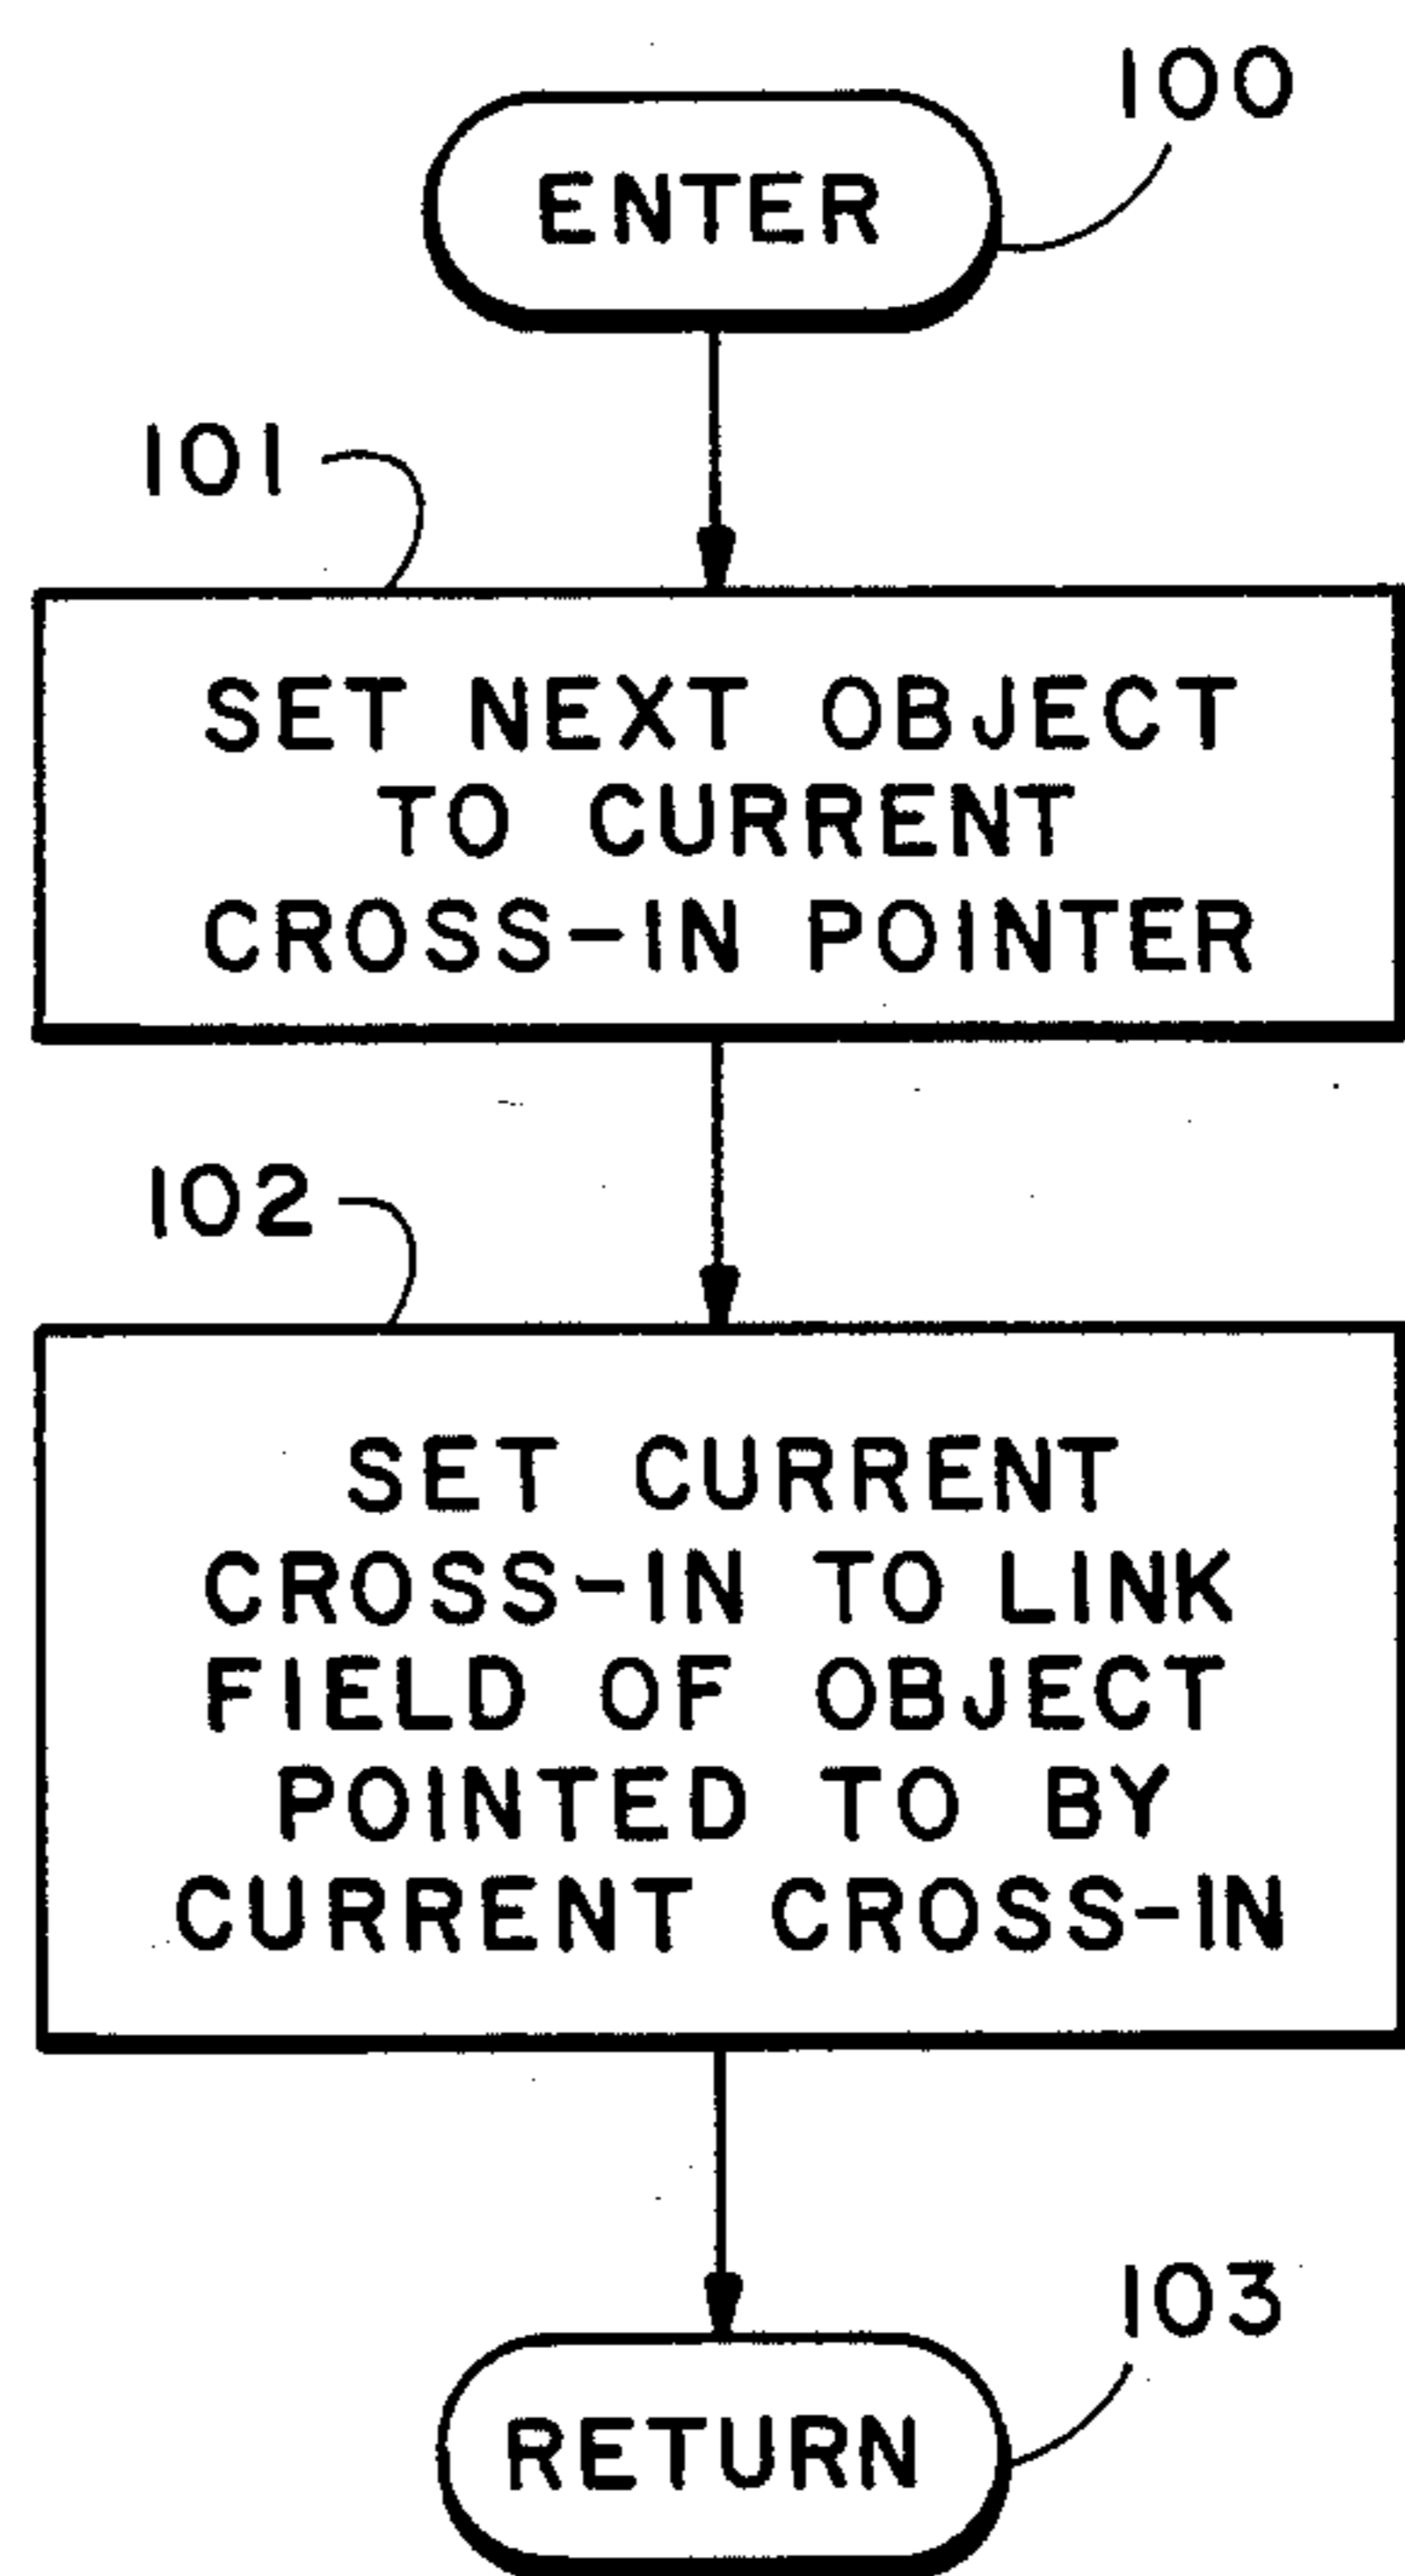 100
ENTER
101
SET NEXT OBJECT
TO CURRENT
CROSS-IN POINTER
102
SET CURRENT
CROSS-IN TO LINK
FIELD OF OBJECT
POINTED TO BY
CURRENT CROSS-IN
103
RETURN